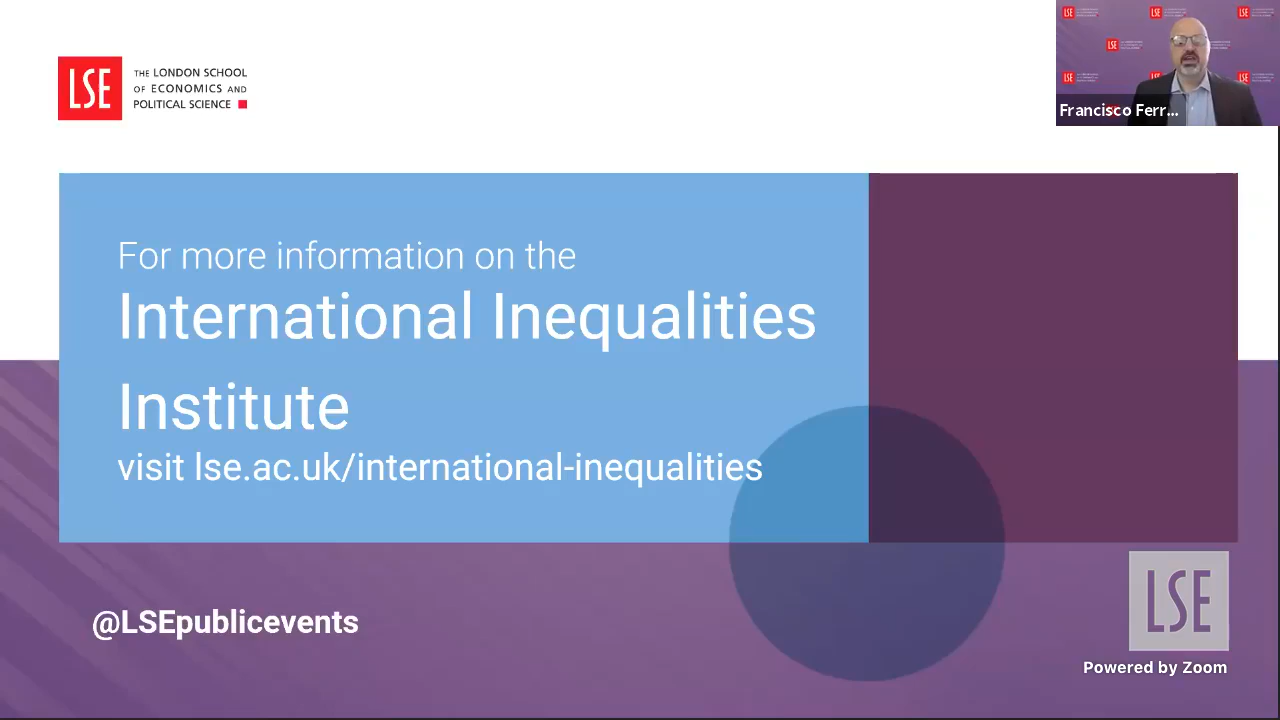 LSE
THE LONDON SCHOOL
OF ECONOMICS AND
POLITICAL SCIENCE
Francisco Ferr...
For more information on the
International Inequalities
Institute
visit lse.ac.uk/international-inequalities
@LSEpublicevents
LSE
Powered by Zoom